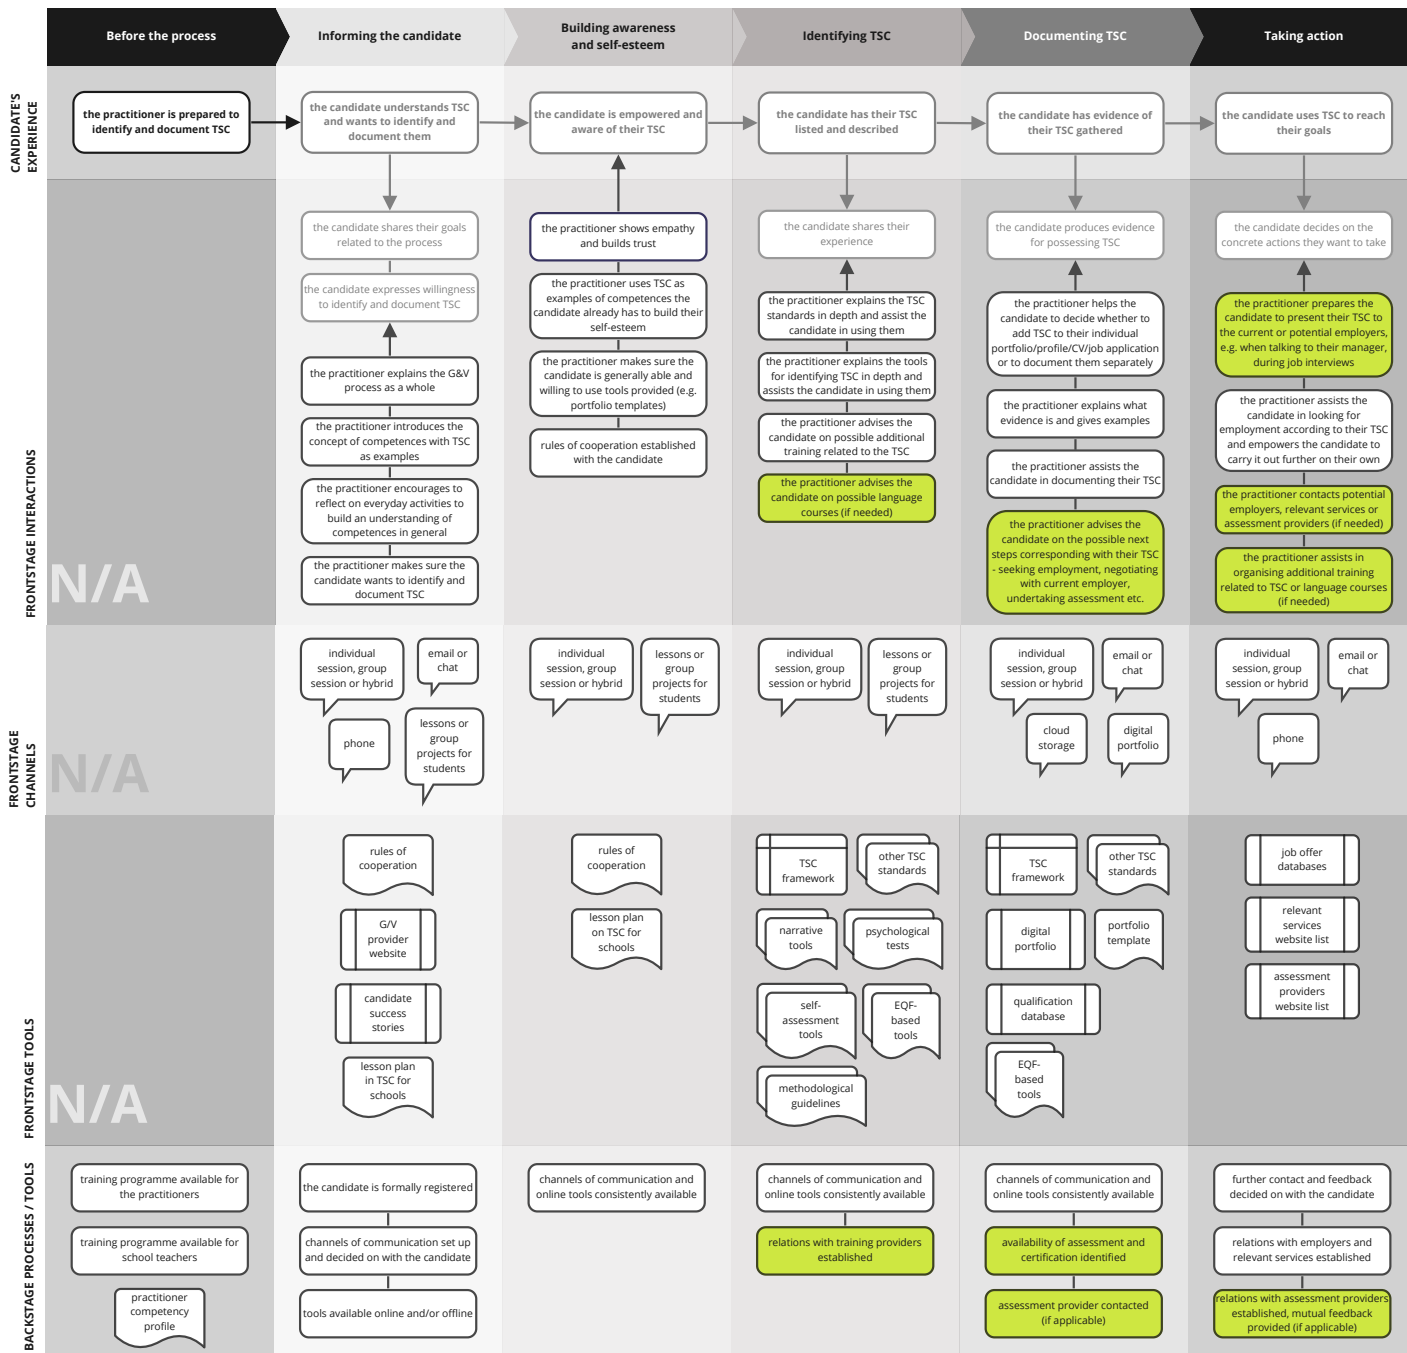 Before the process
Informing the candidate
Building awareness
and self-esteem
Identifying TSC
Documenting TSC
Taking action
CANDIDATE'S
EXPERIENCE
the practitioner is prepared to
identify and document TSC
the candidate understands TSC
and wants to identify and
document them
the candidate is empowered and
aware of their TSC
the candidate has their TSC
listed and described
the candidate has evidence of
their TSC gathered
the candidate uses TSC to reach
their goals
FRONTSTAGE INTERACTIONS
N/A
the candidate shares their goals
related to the process
the candidate expresses willingness
to identify and document TSC
the practitioner explains the G&V
process as a whole
the practitioner introduces the
concept of competences with TSC
as examples
the practitioner encourages to
reflect on everyday activities to
build an understanding of
competences in general
the practitioner makes sure the
candidate wants to identify and
document TSC
the practitioner shows empathy
and builds trust
the practitioner uses TSC as
examples of competences the
candidate already has to build their
self-esteem
the practitioner makes sure the
candidate is generally able and
willing to use tools provided (e.g.
portfolio templates)
rules of cooperation established
with the candidate
the candidate shares their
experience
the practitioner explains the TSC
standards in depth and assist the
candidate in using them
the practitioner explains the tools
for identifying TSC in depth and
assists the candidate in using them
the practitioner advises the
candidate on possible additional
training related to the TSC
the practitioner advises the
candidate on possible language
courses (if needed)
the candidate produces evidence
for possessing TSC
the practitioner helps the
candidate to decide whether to
add TSC to their individual
portfolio/profile/CV/job application
or to document them separately
the practitioner explains what
evidence is and gives examples
the practitioner assists the
candidate in documenting their TSC
the practitioner advises the
candidate on the possible next
steps corresponding with their TSC
- seeking employment, negotiating
with current employer,
undertaking assessment etc.
the candidate decides on the
concrete actions they want to take
the practitioner prepares the
candidate to present their TSC to
the current or potential employers,
e.g. when talking to their manager,
during job interviews
the practitioner assists the
candidate in looking for
employment according to their TSC
and empowers the candidate to
carry it out further on their own
the practitioner contacts potential
employers, relevant services or
assessment providers (if needed)
the practitioner assists in
organising additional training
related to TSC or language courses
(if needed)
FRONTSTAGE
CHANNELS
N/A
individual
session, group
session or hybrid
email or
chat
phone
lessons or
group
projects for
students
individual
session, group
session or hybrid
lessons or
group
projects for
students
individual
session, group
session or hybrid
lessons or
group
projects for
students
individual
session, group
session or hybrid
email or
chat
cloud
storage
digital
portfolio
individual
session, group
session or hybrid
email or
chat
phone
FRONTSTAGE TOOLS
N/A
rules of
cooperation
G/V
provider
website
candidate
success
stories
lesson plan
in TSC for
schools
rules of
cooperation
lesson plan
on TSC for
schools
TSC
framework
other TSC
standards
narrative
tools
psychological
tests
self-
assessment
tools
EQF-
based tools
methodological
guidelines
TSC
framework
other TSC
standards
digital
portfolio
portfolio
template
qualification
database
EQF-
based
tools
job offer
databases
relevant
services
website list
assessment
providers
website list
BACKSTAGE PROCESSES / TOOLS
training programme available for
the practitioners
training programme available for
school teachers
practitioner
competency
profile
the candidate is formally registered
channels of communication set up
and decided on with the candidate
tools available online and/or offline
channels of communication and
online tools consistently available
channels of communication and
online tools consistently available
relations with training providers
established
channels of communication and
online tools consistently available
availability of assessment and
certification identified
assessment provider contacted
(if applicable)
further contact and feedback
decided on with the candidate
relations with employers and
relevant services established
relations with assessment providers
established, mutual feedback
provided (if applicable)